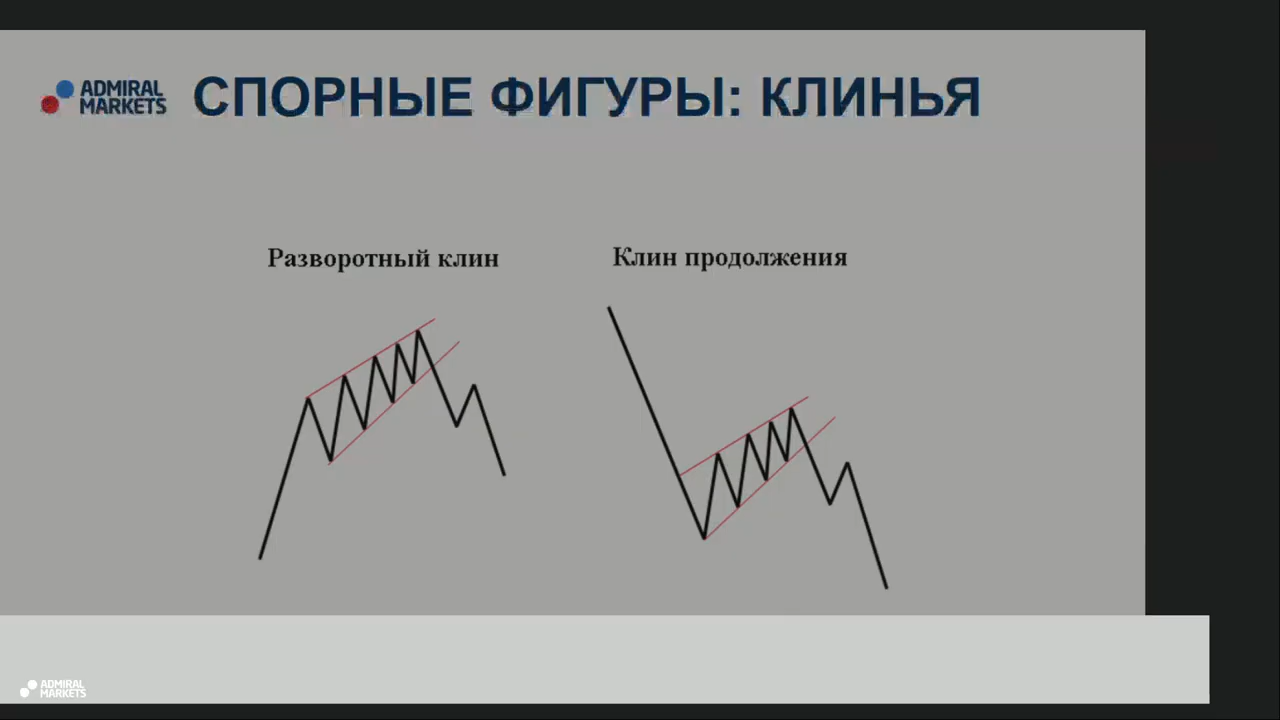 ADMIRAL
MARKETS
СПОРНЫЕ ФИГУРЫ: КЛИНЬЯ
Разворотный клин
Клин продолжения
ADMIRAL
MARKETS